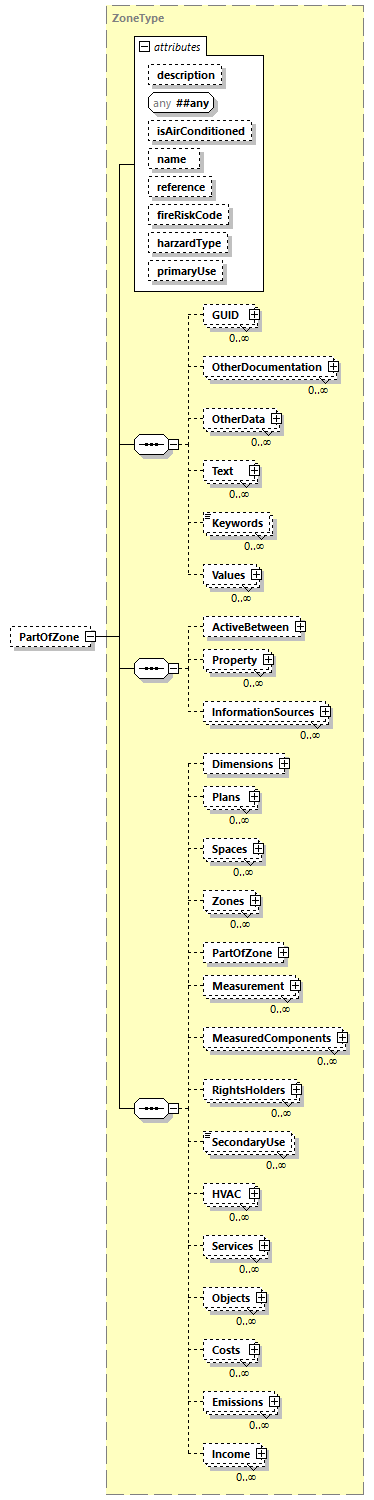 ZoneType
attributes
description
any ##any
isAirConditioned
name
reference
fireRiskCode
harzardType
primaryUse
GUID
0..∞
OtherDocumentation
0..∞
OtherData
0..∞
Text
0..∞
Keywords
0..∞
Values
0..∞
PartOfZone
ActiveBetween
Property
0..∞
InformationSources
0..∞
Dimensions
Plans
0..∞
Spaces
0..∞
Zones
0..∞
PartOfZone
Measurement
0..∞
MeasuredComponents
0..∞
RightsHolders
0..∞
SecondaryUse
0..∞
HVAC
0..∞
Services
0..∞
Objects
0..∞
Costs
0..∞
Emissions
0..∞
Income
0..∞